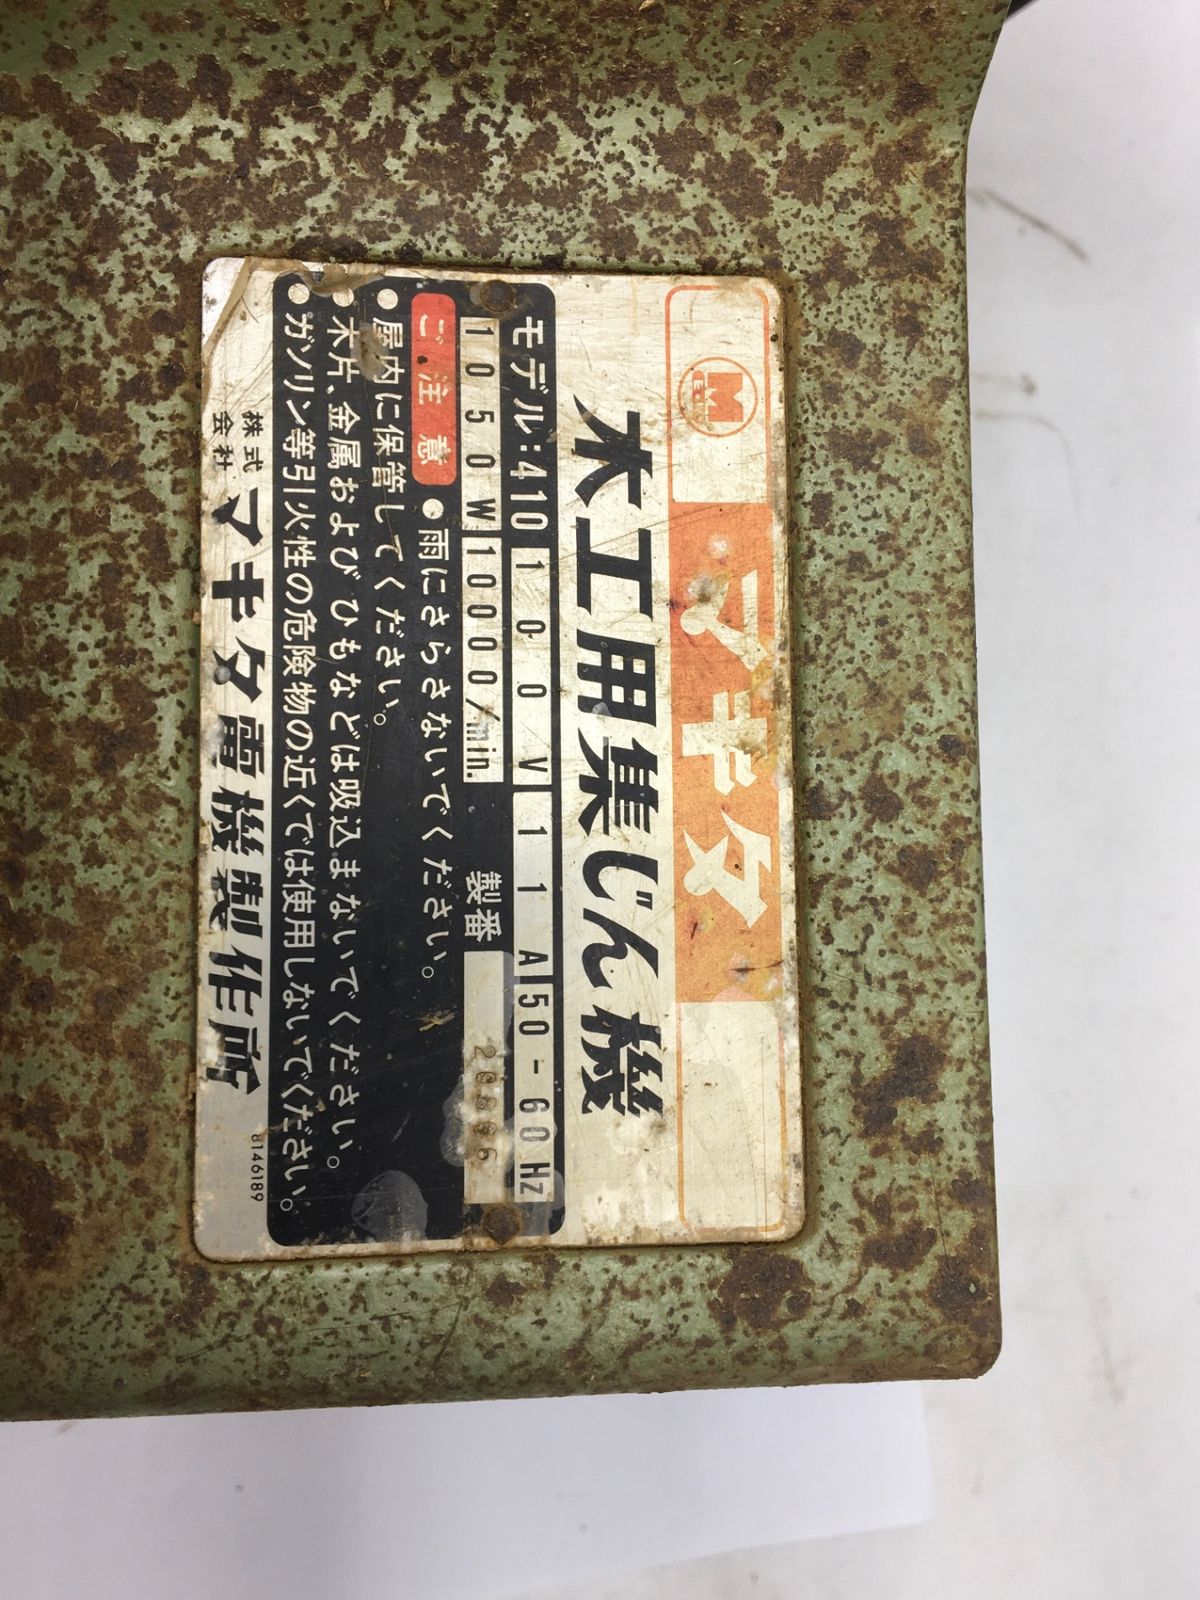 マキタ
木工用集じん機
モデル:410 100V 11A 50-60Hz
1050W 10000/min. 製番
ご注意 ●雨にさらさないでください。
●屋内に保管してください。
●木片、金属およびひもなどは吸込まないでください。
●ガソリン等引火性の危険物の近くでは使用しないでください。
株式会社 マキタ電機製作所 8146189